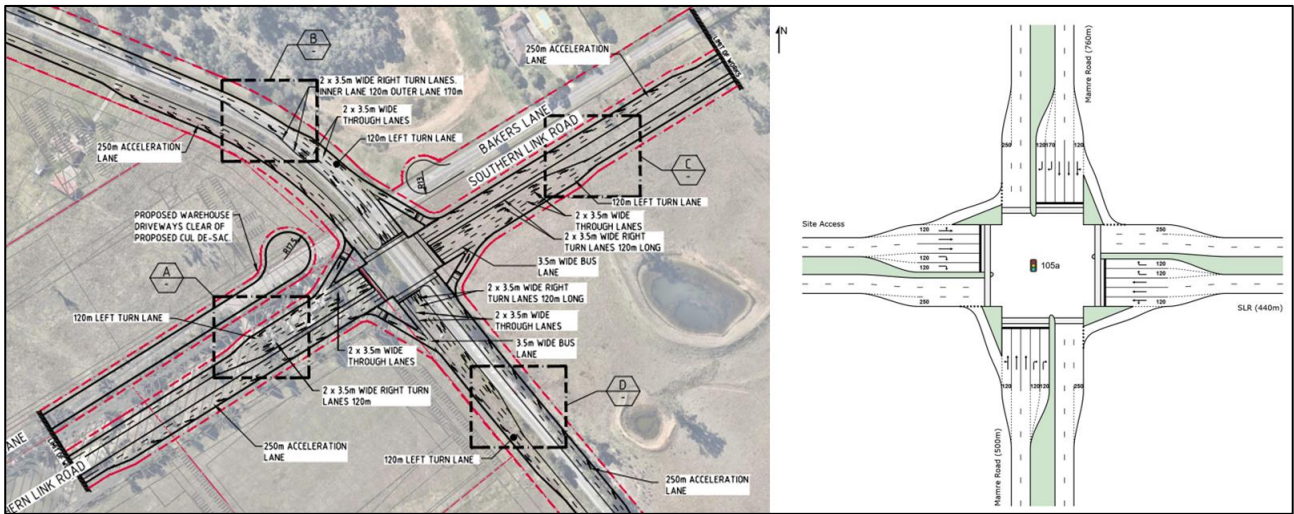 B
-
250m ACCELERATION
LANE
LIMIT OF WORKS
2 x 3.5m WIDE RIGHT TURN LANES.
INNER LANE 120m OUTER LANE 170m
2 x 3.5m WIDE
THROUGH LANES
120m LEFT TURN LANE
BAKERS LANE
SOUTHERN LINK ROAD
250m ACCELERATION
LANE
C
-
PROPOSED WAREHOUSE
DRIVEWAYS CLEAR OF
PROPOSED CUL DE-SAC.
120m LEFT TURN LANE
2 x 3.5m WIDE
THROUGH LANES
2 x 3.5m WIDE RIGHT
TURN LANES 120m LONG
3.5m WIDE BUS
LANE
A
-
2 x 3.5m WIDE RIGHT
TURN LANES 120m LONG
120m LEFT TURN LANE
2 x 3.5m WIDE
THROUGH LANES
3.5m WIDE BUS
LANE
2 x 3.5m WIDE
THROUGH LANES
D
-
2 x 3.5m WIDE RIGHT TURN
LANES 120m
250m ACCELERATION
LANE
ANE
ERN LINK ROAD
120m LEFT TURN LANE
250m ACCELERATION
LANE
N
Mamre Road (760m)
250
120
170
120
Site Access
120
250
120
120
105a
120
120
250
120
SLR (440m)
120
120
120
250
Mamre Road (500m)